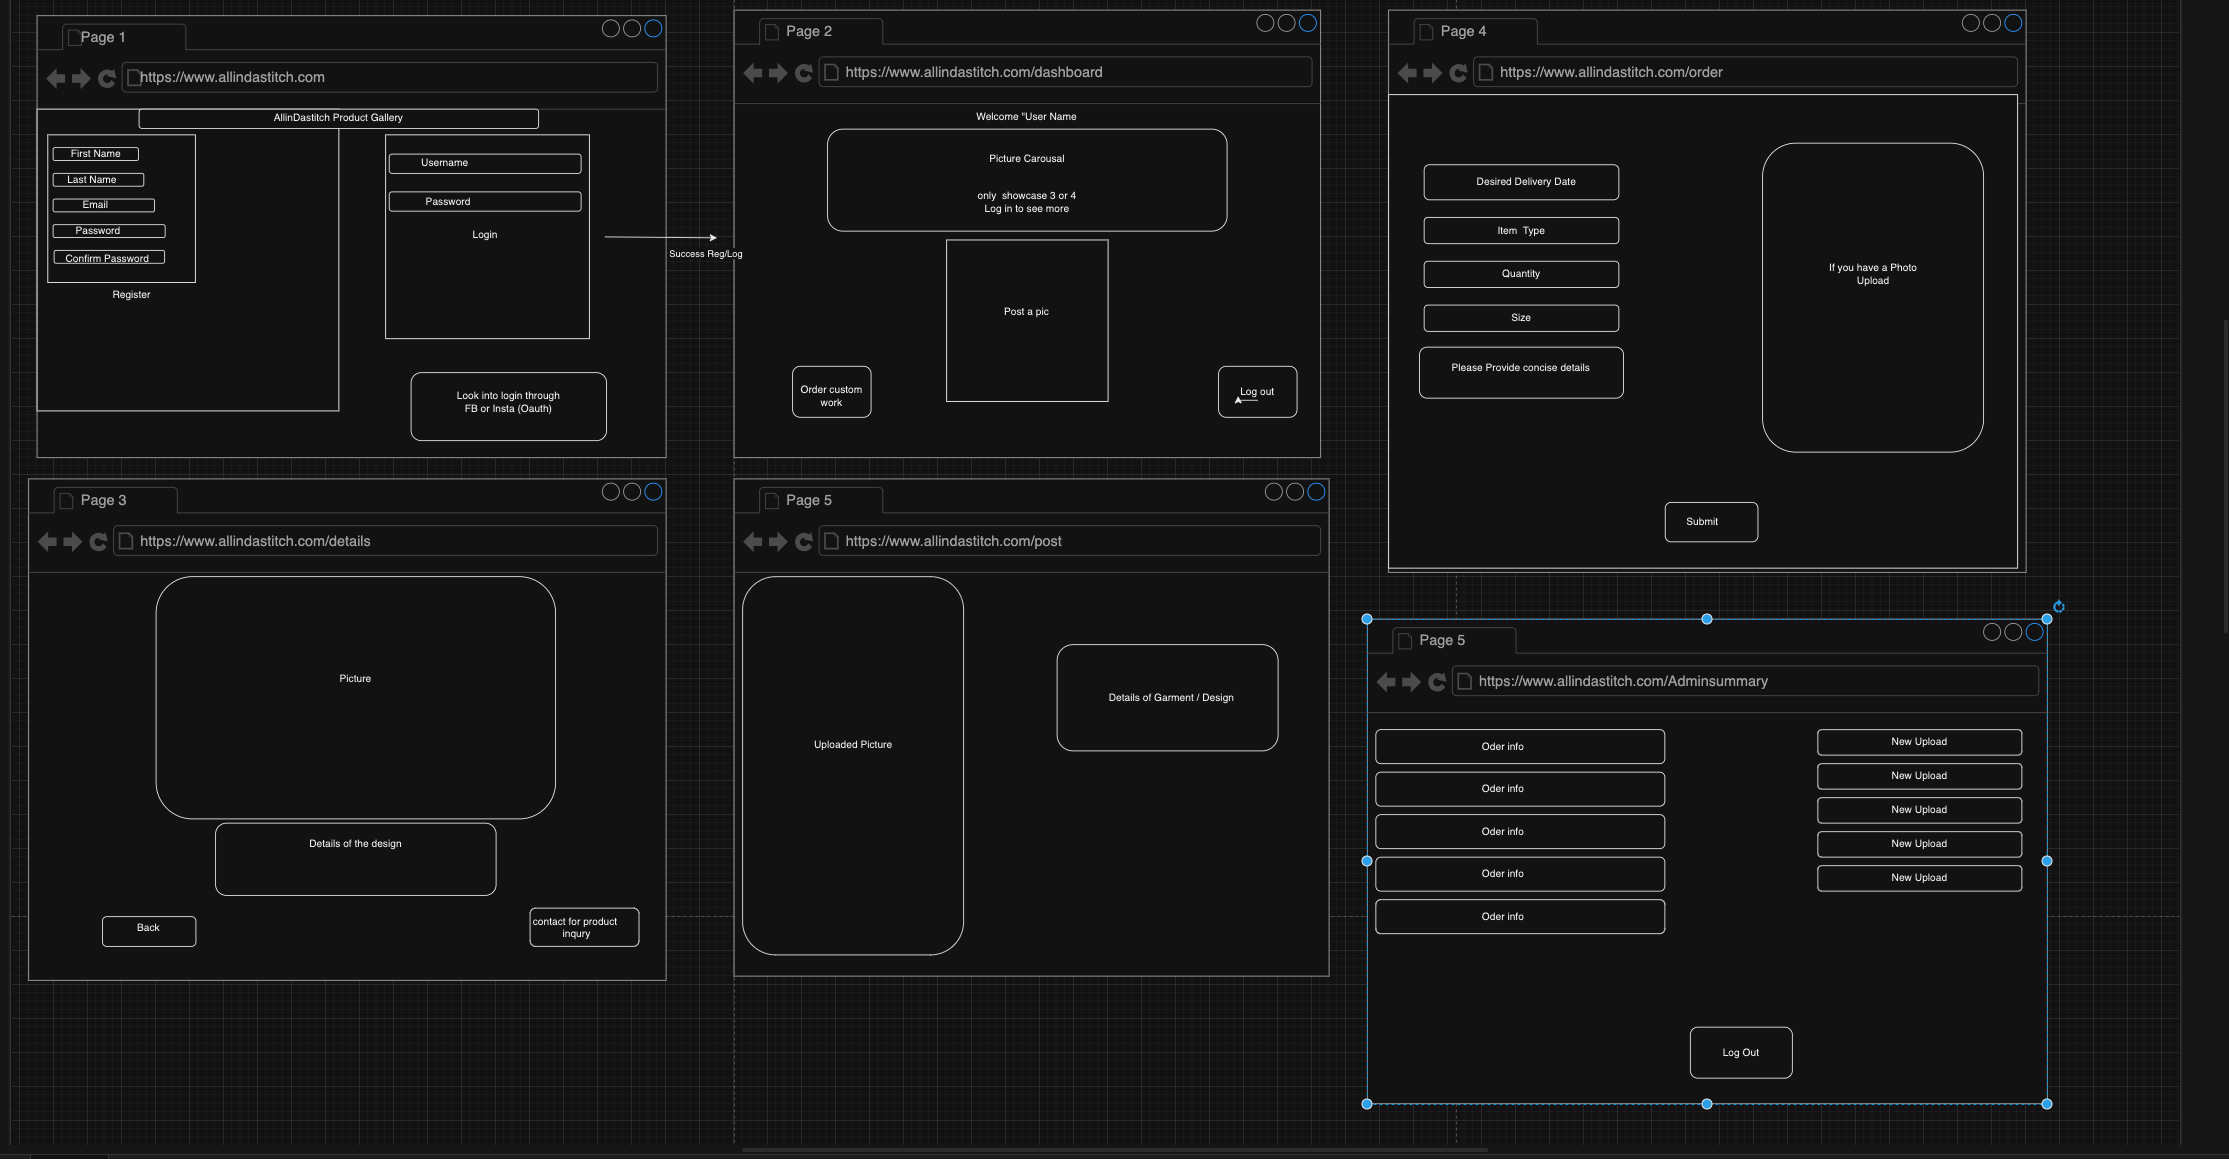 Page 1
https://www.allindastitch.com
AllinDastitch Product Gallery
First Name
Last Name
Email
Password
Confirm Password
Register
Username
Password
Login
Look into login through
FB or Insta (Oauth)
Success Reg/Log
Page 2
https://www.allindastitch.com/dashboard
Welcome "User Name
Picture Carousal
only showcase 3 or 4
Log in to see more
Post a pic
Order custom
work
Log out
Page 4
https://www.allindastitch.com/order
Desired Delivery Date
Item Type
Quantity
Size
Please Provide concise details
If you have a Photo
Upload
Submit
Page 3
https://www.allindastitch.com/details
Picture
Details of the design
Back
contact for product
inqury
Page 5
https://www.allindastitch.com/post
Uploaded Picture
Details of Garment / Design
Page 5
https://www.allindastitch.com/Adminsummary
Oder info
Oder info
Oder info
Oder info
Oder info
New Upload
New Upload
New Upload
New Upload
New Upload
Log Out